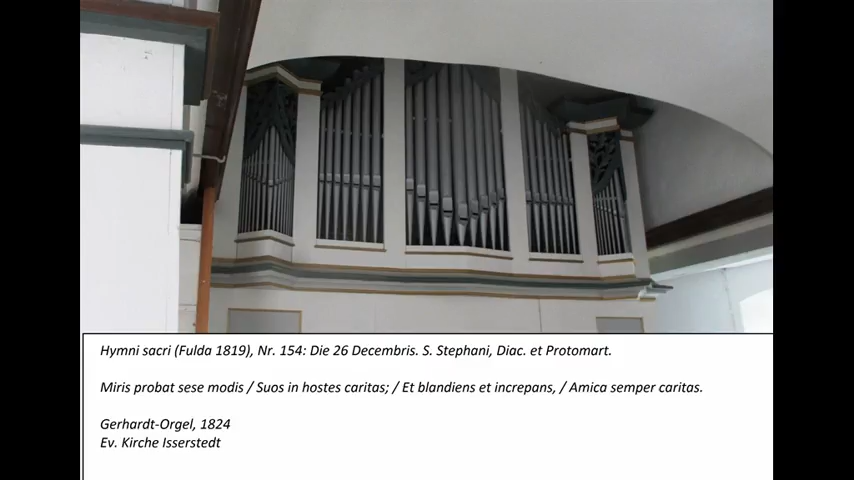 Hymni sacri (Fulda 1819), Nr. 154: Die 26 Decembris. S. Stephani, Diac. et Protomart.
Miris probat sese modis / Suos in hostes caritas; / Et blandiens et increpans, / Amica semper caritas.
Gerhardt-Orgel, 1824
Ev. Kirche Isserstedt